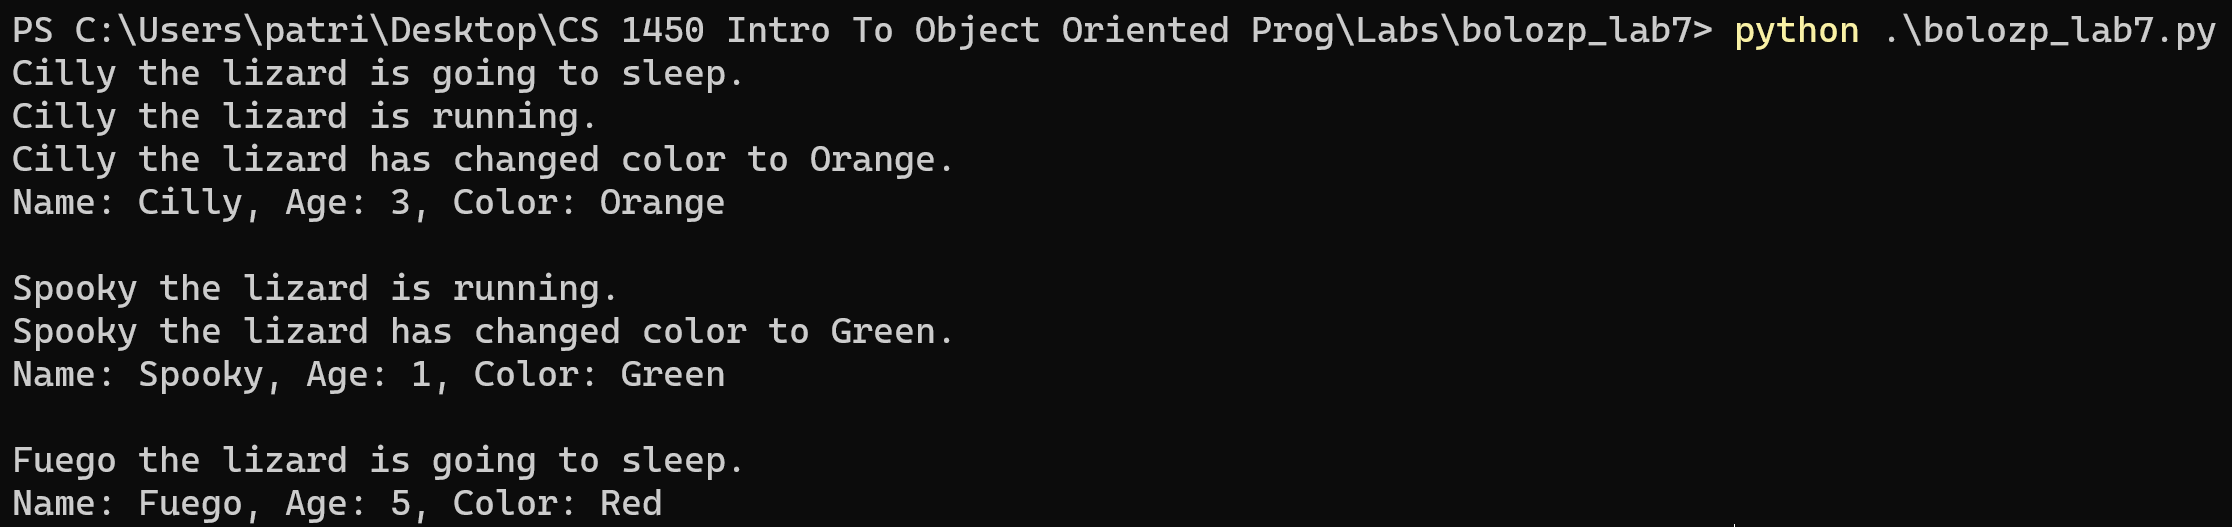 PS C:\Users\patri\Desktop\CS 1450 Intro To Object Oriented Prog\Labs\bolozp_lab7> python .\bolozp_lab7.py
Cilly the lizard is going to sleep.
Cilly the lizard is running.
Cilly the lizard has changed color to Orange.
Name: Cilly, Age: 3, Color: Orange
Spooky the lizard is running.
Spooky the lizard has changed color to Green.
Name: Spooky, Age: 1, Color: Green
Fuego the lizard is going to sleep.
Name: Fuego, Age: 5, Color: Red